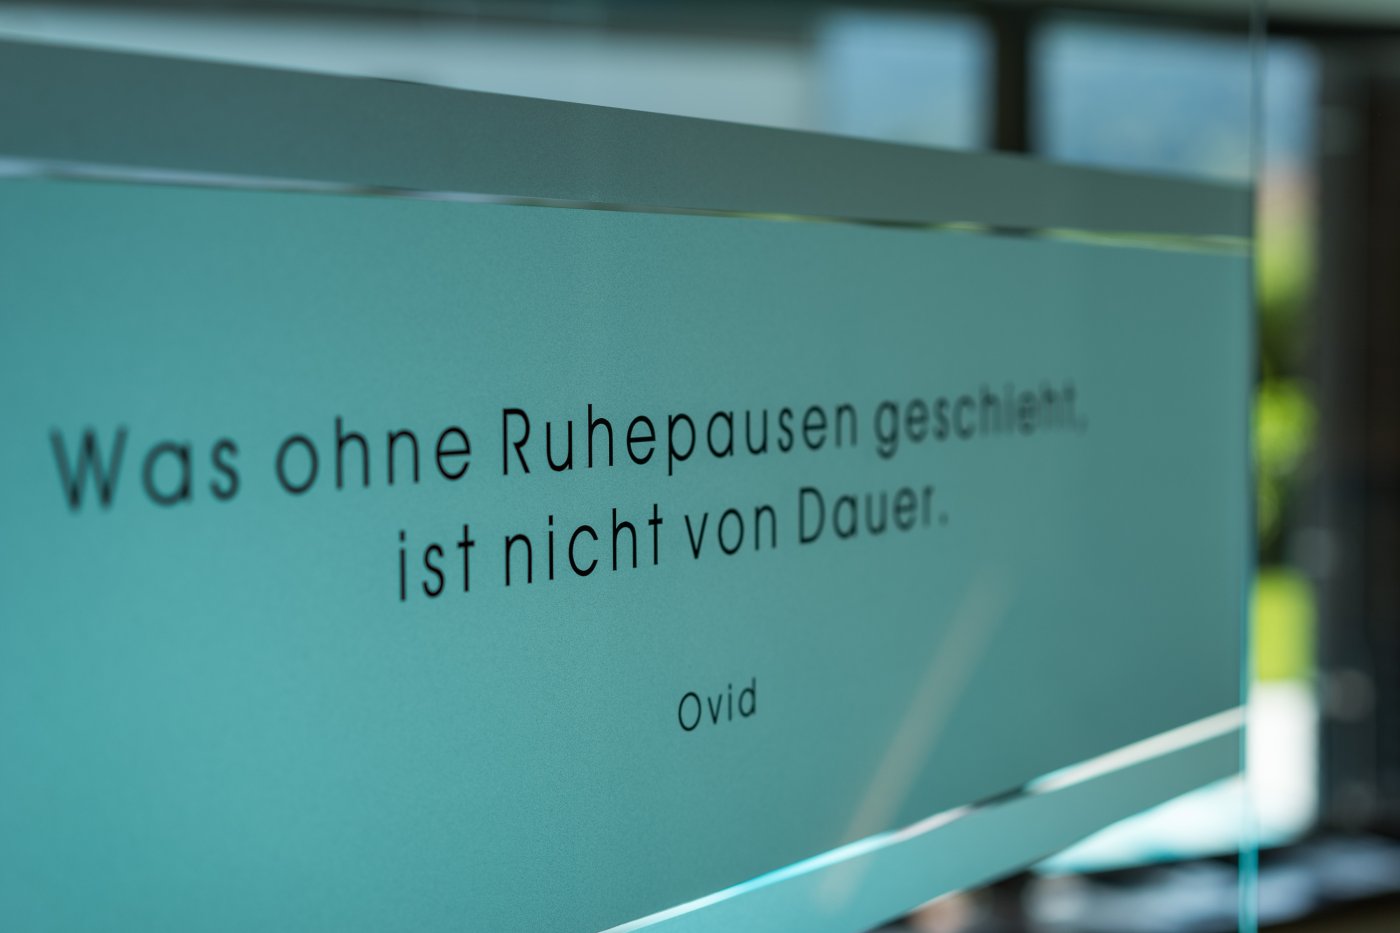 Was ohne Ruhepausen geschieht,
ist nicht von Dauer.
Ovid